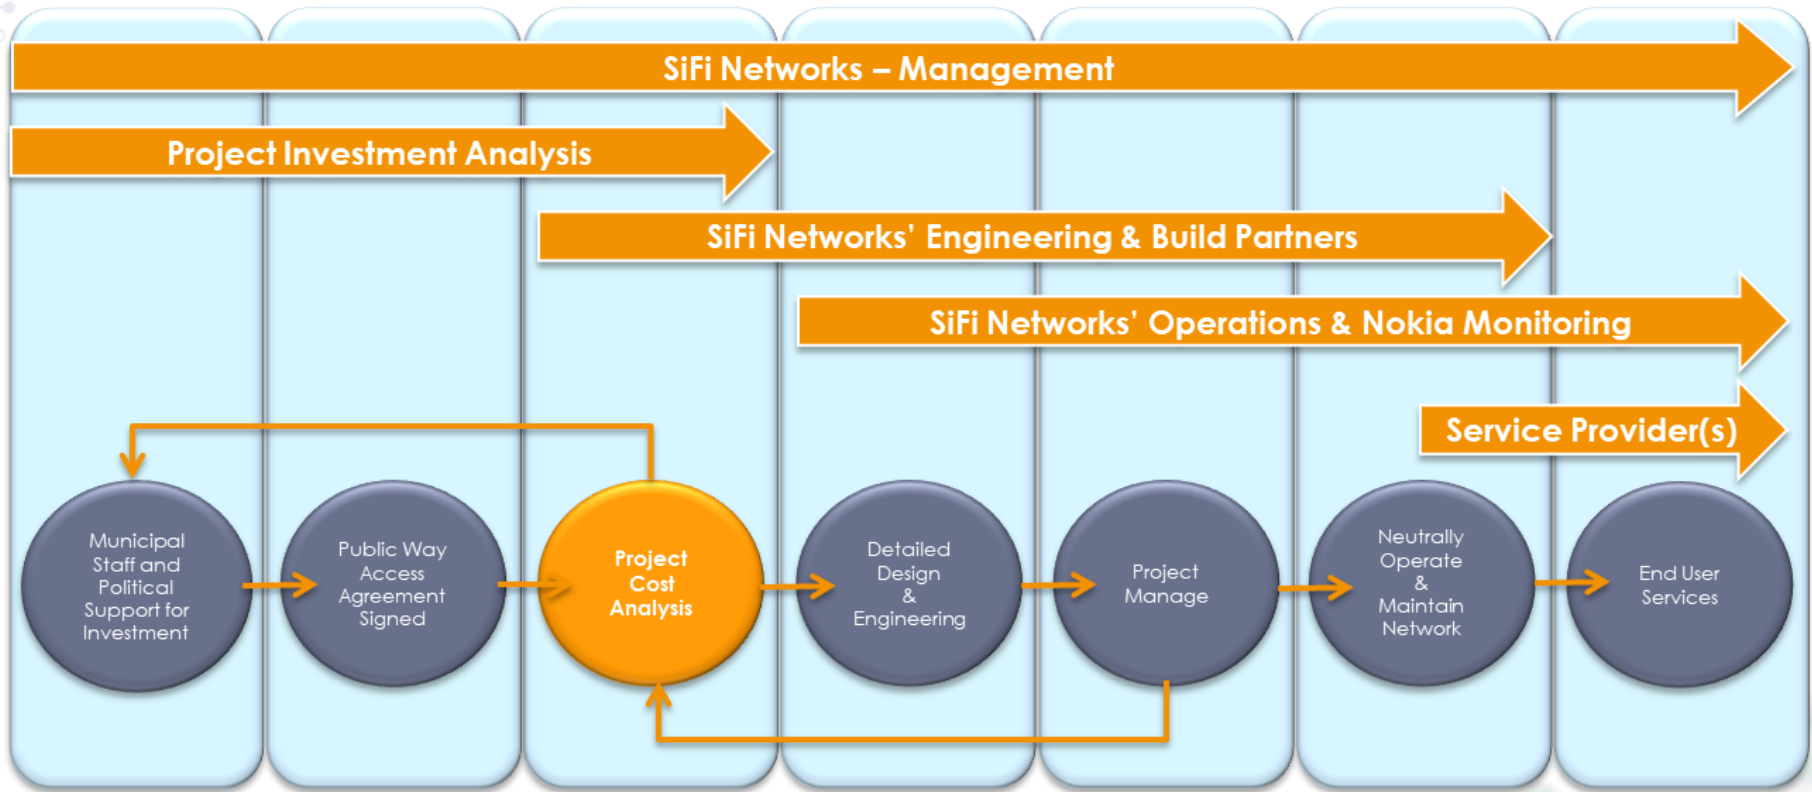 SiFi Networks – Management
Project Investment Analysis
SiFi Networks’ Engineering & Build Partners
SiFi Networks’ Operations & Nokia Monitoring
Service Provider(s)
Municipal
Staff and
Political
Support for
Investment
Public Way
Access
Agreement
Signed
Project
Cost
Analysis
Detailed
Design
&
Engineering
Project
Manage
Neutrally
Operate
&
Maintain
Network
End User
Services